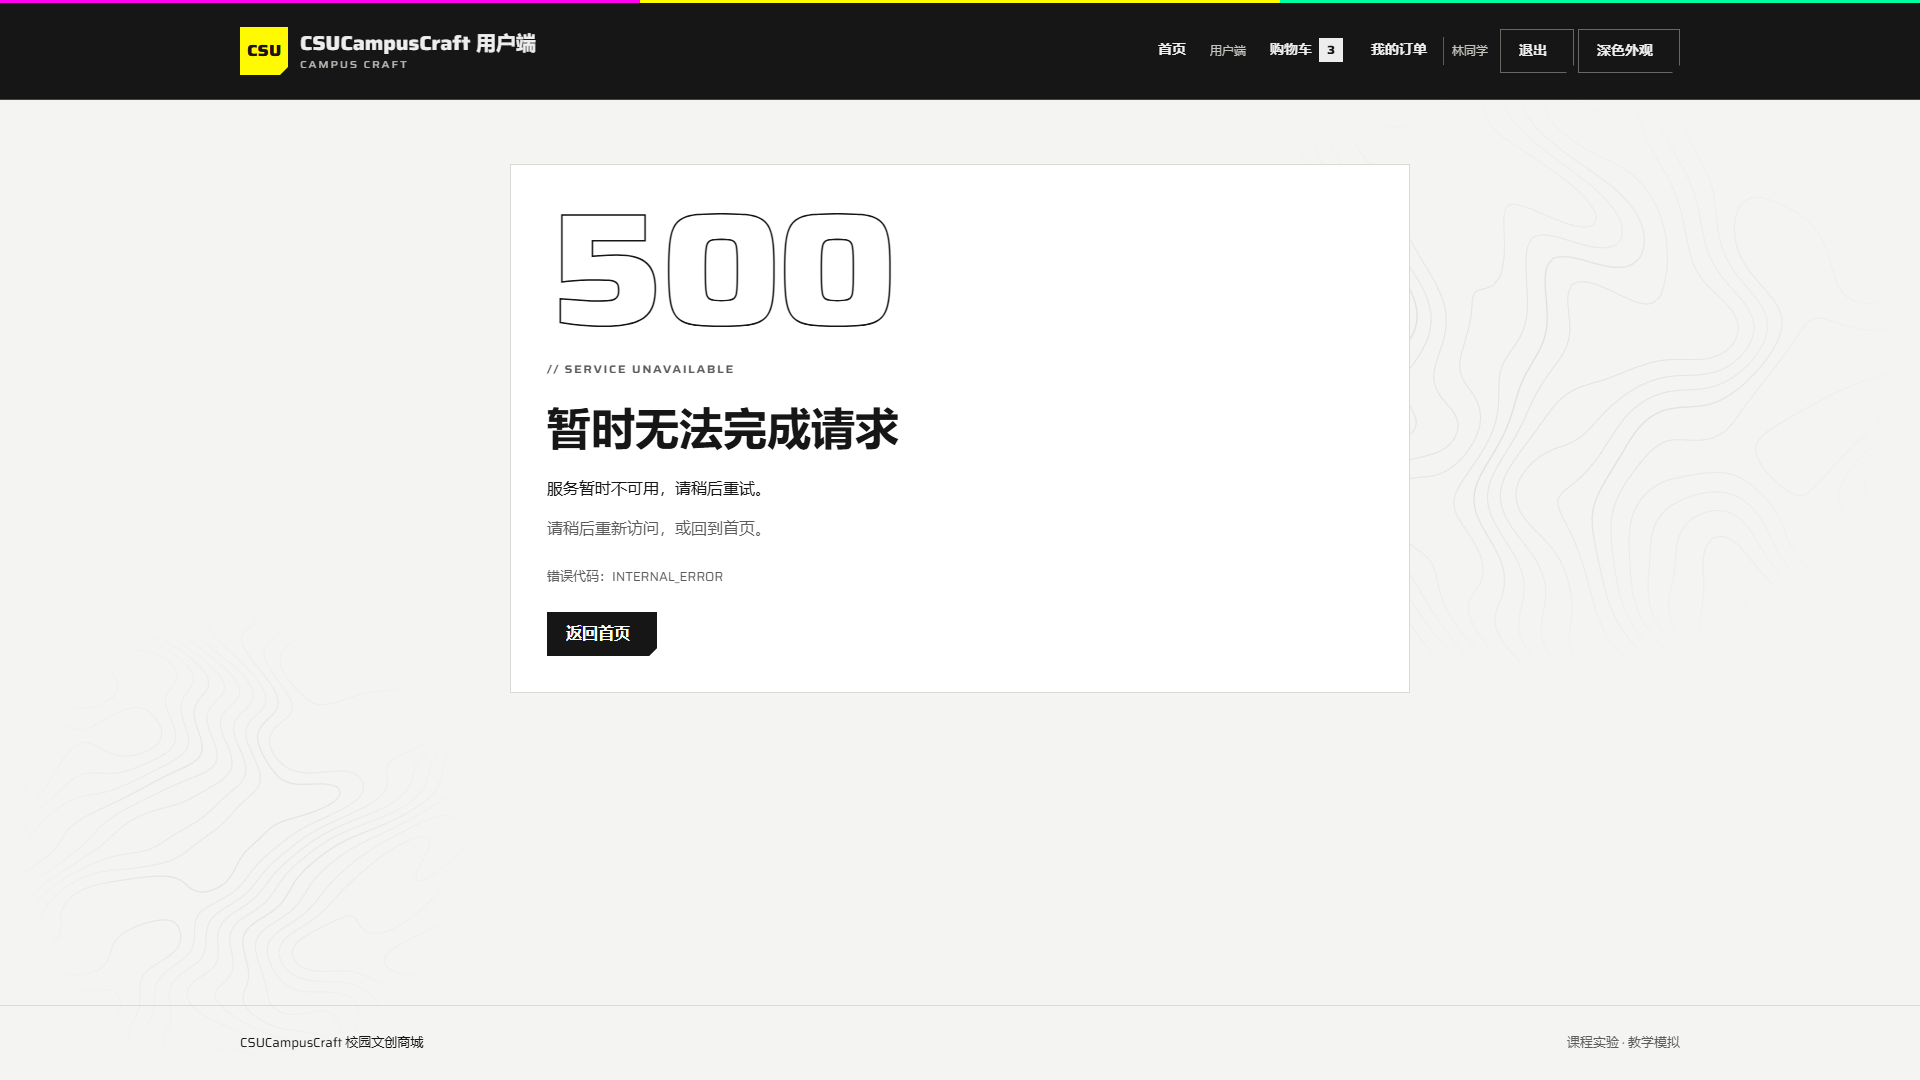 CSU
CSUCampusCraft 用户端
CAMPUS CRAFT
首页
用户端
购物车 3
我的订单
林同学
退出
深色外观
500
// SERVICE UNAVAILABLE
暂时无法完成请求
服务暂时不可用，请稍后重试。
请稍后重新访问，或回到首页。
错误代码：INTERNAL_ERROR
返回首页
CSUCampusCraft 校园文创商城
课程实验 · 教学模拟